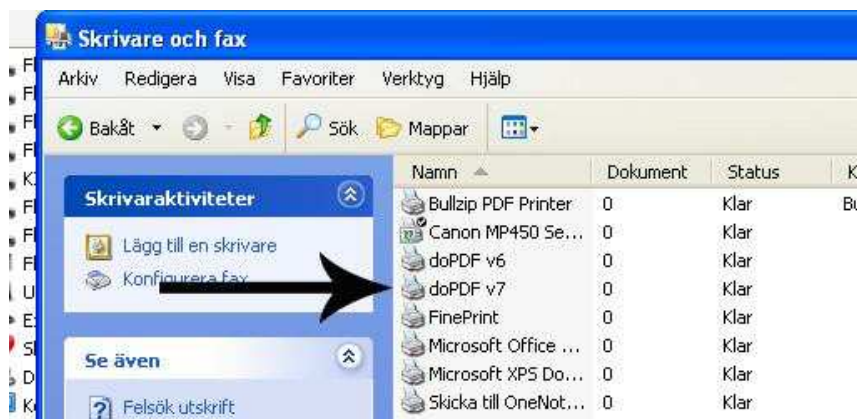 Skrivare och fax
Arkiv Redigera Visa Favoriter Verktyg Hjälp
Bakåt Sök Mappar
Namn Dokument Status
Skrivaraktiviteter
Lägg till en skrivare
Konfigurera fax
Se även
Felsök utskrift
Bullzip PDF Printer 0 Klar
Canon MP450 Se... 0 Klar
doPDF v6 0 Klar
doPDF v7 0 Klar
FinePrint 0 Klar
Microsoft Office ... 0 Klar
Microsoft XPS Do... 0 Klar
Skicka till OneNot... 0 Klar